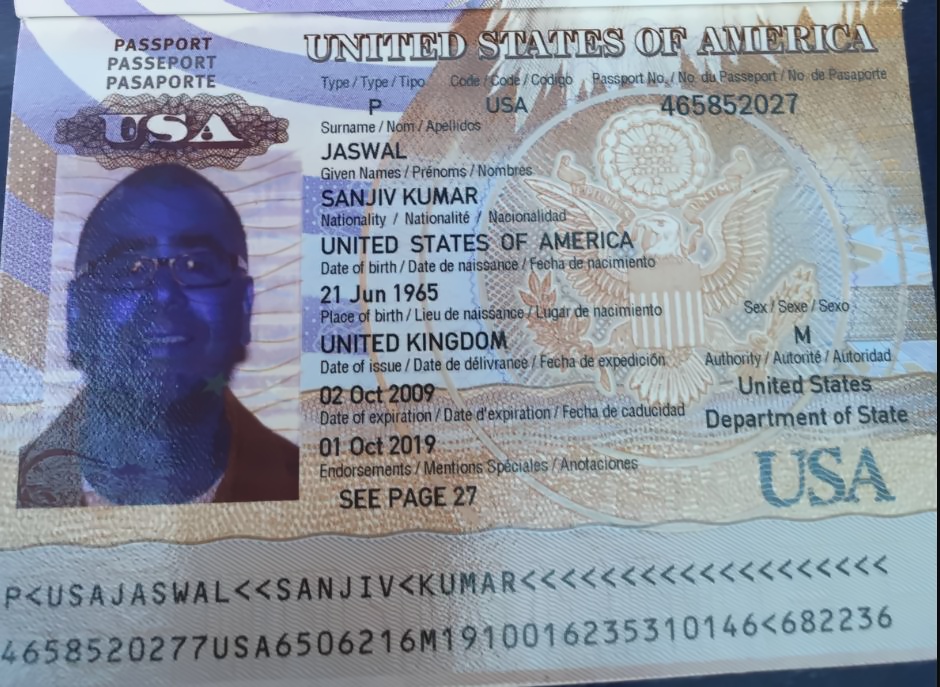 PASSPORT
PASSEPORT
PASAPORTE
USA
UNITED STATES OF AMERICA
Type / Type / Tipo Code / Code / Codigo Passport No. / No. du Passeport / No. de Pasaporte
P USA 465852027
Surname / Nom / Apellidos
JASWAL
Given Names / Prénoms / Nombres
SANJIV KUMAR
Nationality / Nationalité / Nacionalidad
UNITED STATES OF AMERICA
Date of birth / Date de naissance / Fecha de nacimiento
21 Jun 1965
Place of birth / Lieu de naissance / Lugar de nacimiento Sex / Sexe / Sexo
UNITED KINGDOM M
Date of issue / Date de délivrance / Fecha de expedición Authority / Autorité / Autoridad
02 Oct 2009 United States
Date of expiration / Date d'expiration / Fecha de caducidad Department of State
01 Oct 2019
Endorsements / Mentions Spéciales / Anotaciones
SEE PAGE 27
USA
P<USAJASWAL<<SANJIV<KUMAR<<<<<<<<<<<<<<<<<<<
4658520277USA6506216M1910016235310146<682236